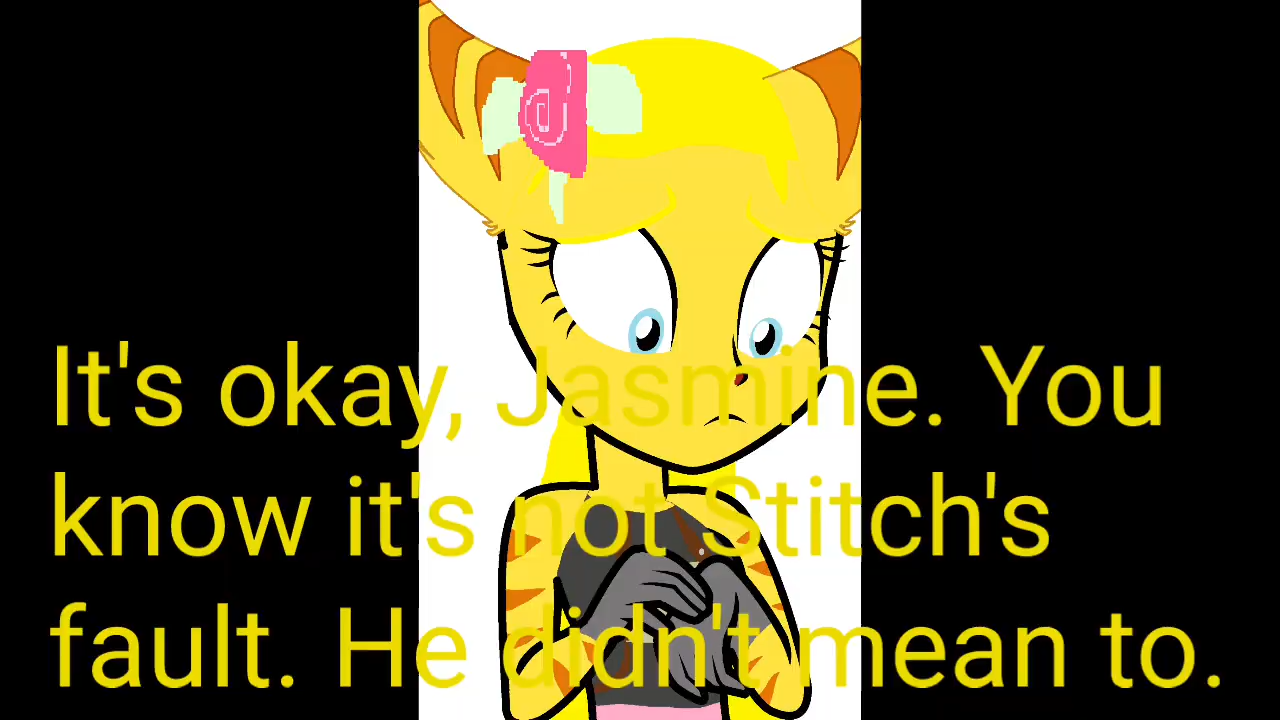 It's okay, Jasmine. You
know it's not Stitch's
fault. He didn't mean to.